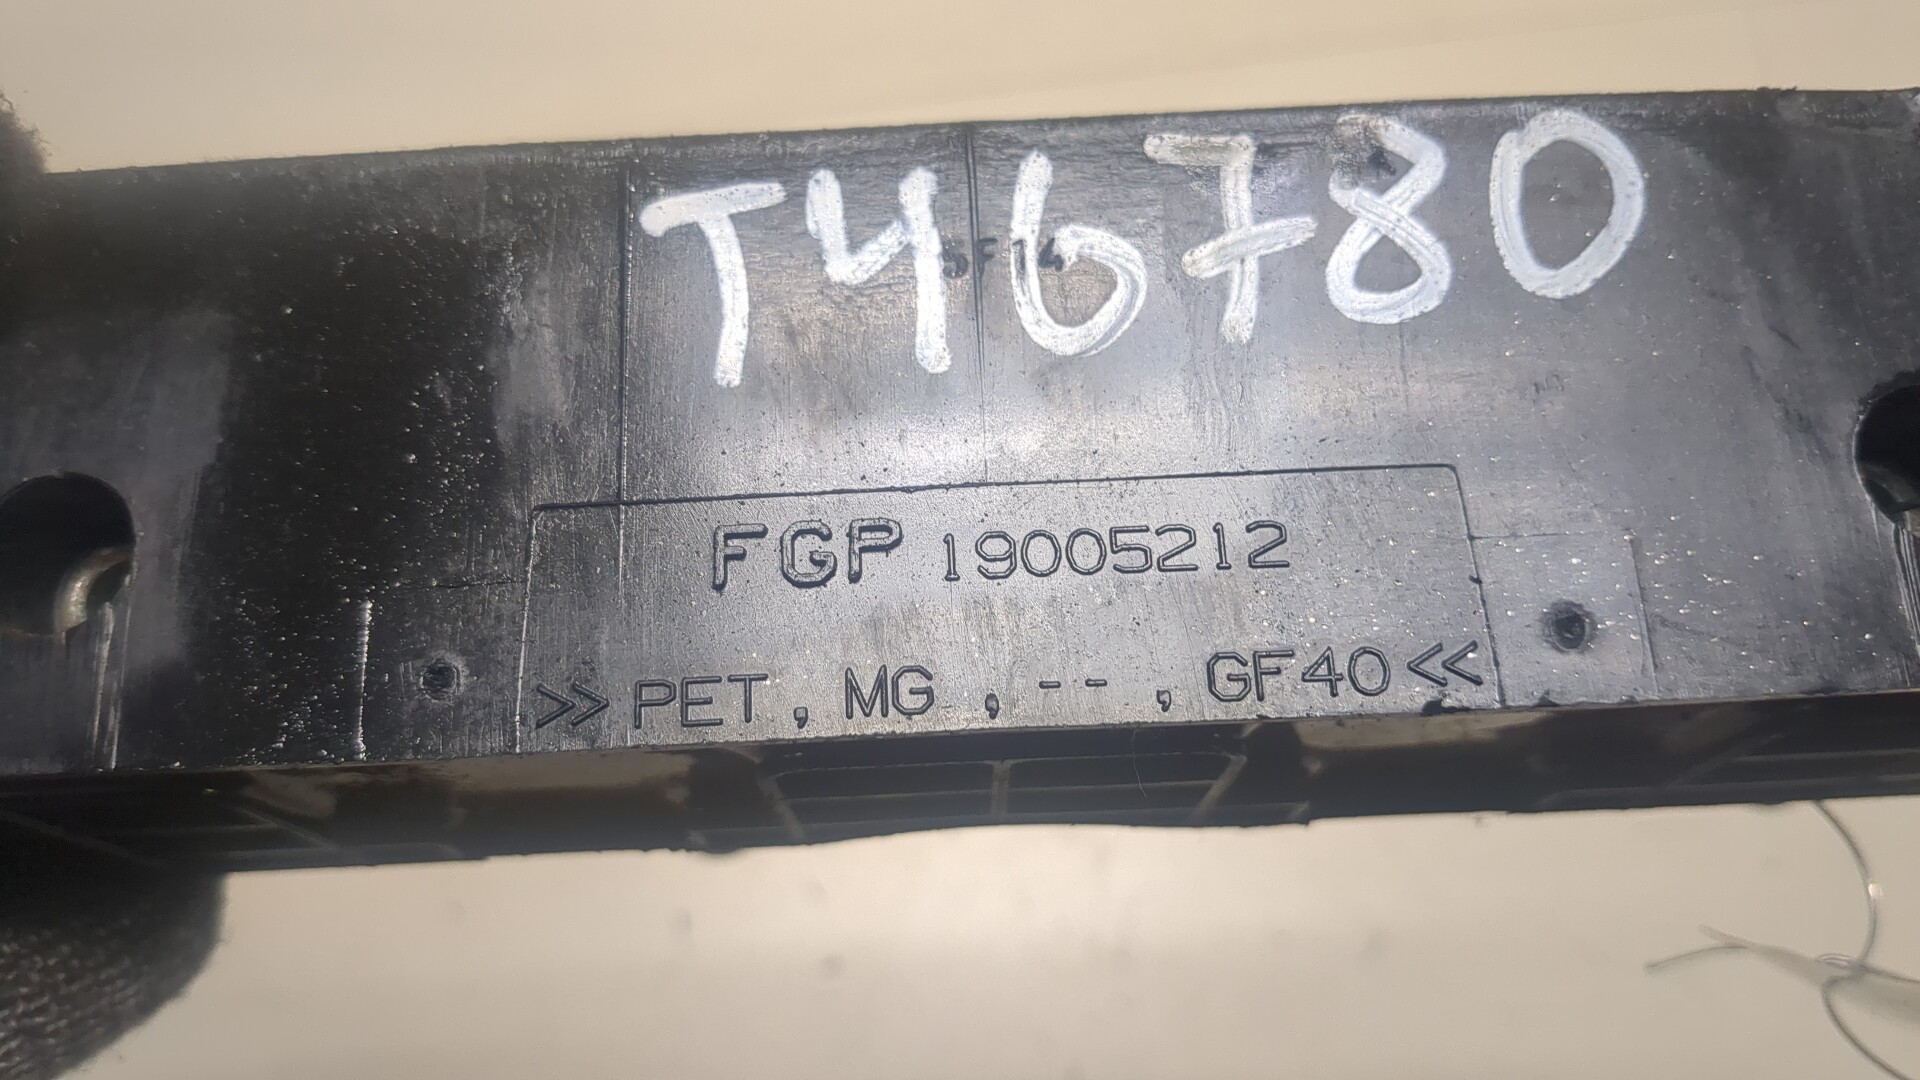 T46780
FGP 19005212
>>PET, MG, --, GF40<<